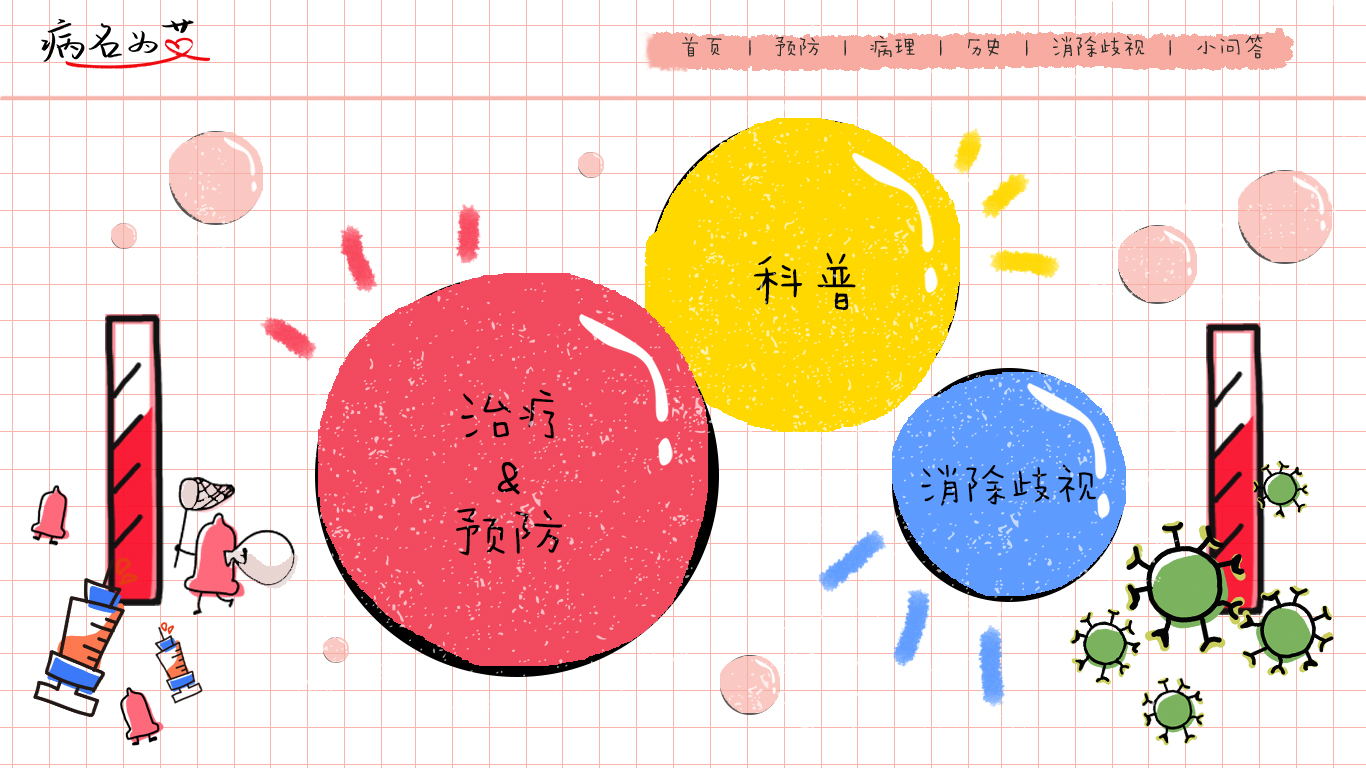 病名为艾
首页 | 预防 | 病理 | 历史 | 消除歧视 | 小问答
科普
治疗
&
预防
消除歧视